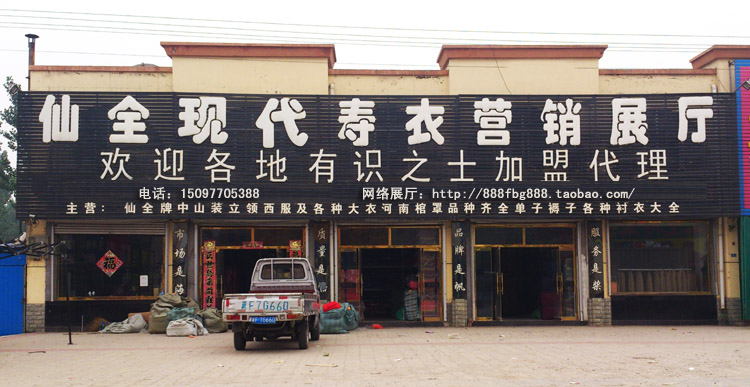 仙全现代寿衣营销展厅
欢迎各地有识之士加盟代理
电话：15097705388 网络展厅：http://888fbg888.taobao.com/
主营：仙全牌中山装立领西服及各种大衣河南棺罩品种齐全单子褥子各种衬衣大全
市场是海
质量是船
品牌是帆
服务是桨
福
E7G660